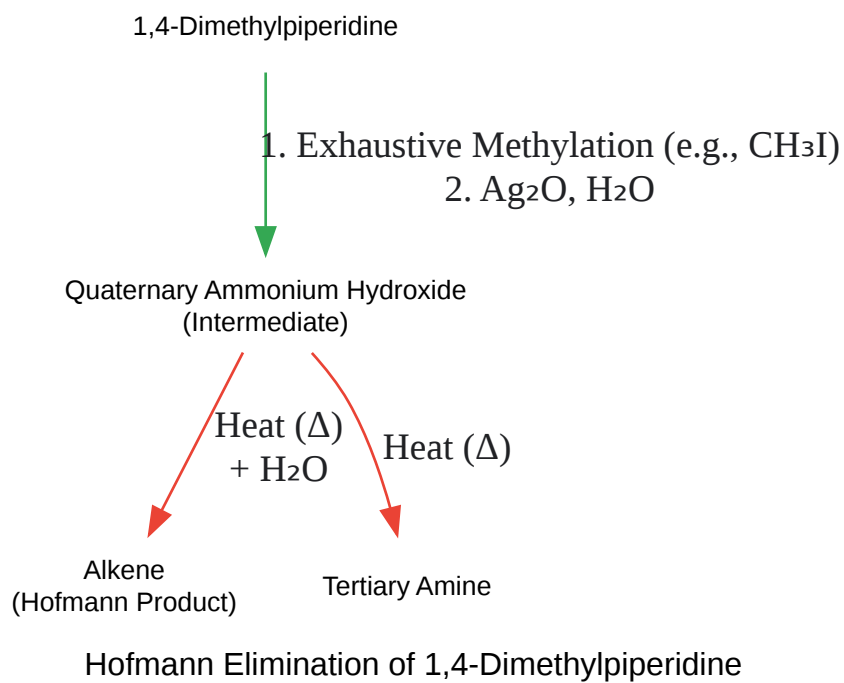 1,4-Dimethylpiperidine
1. Exhaustive Methylation (e.g., CH₃I)
2. Ag₂O, H₂O
Quaternary Ammonium Hydroxide
(Intermediate)
Heat (Δ)
+ H₂O
Heat (Δ)
Alkene
(Hofmann Product)
Tertiary Amine
Hofmann Elimination of 1,4-Dimethylpiperidine